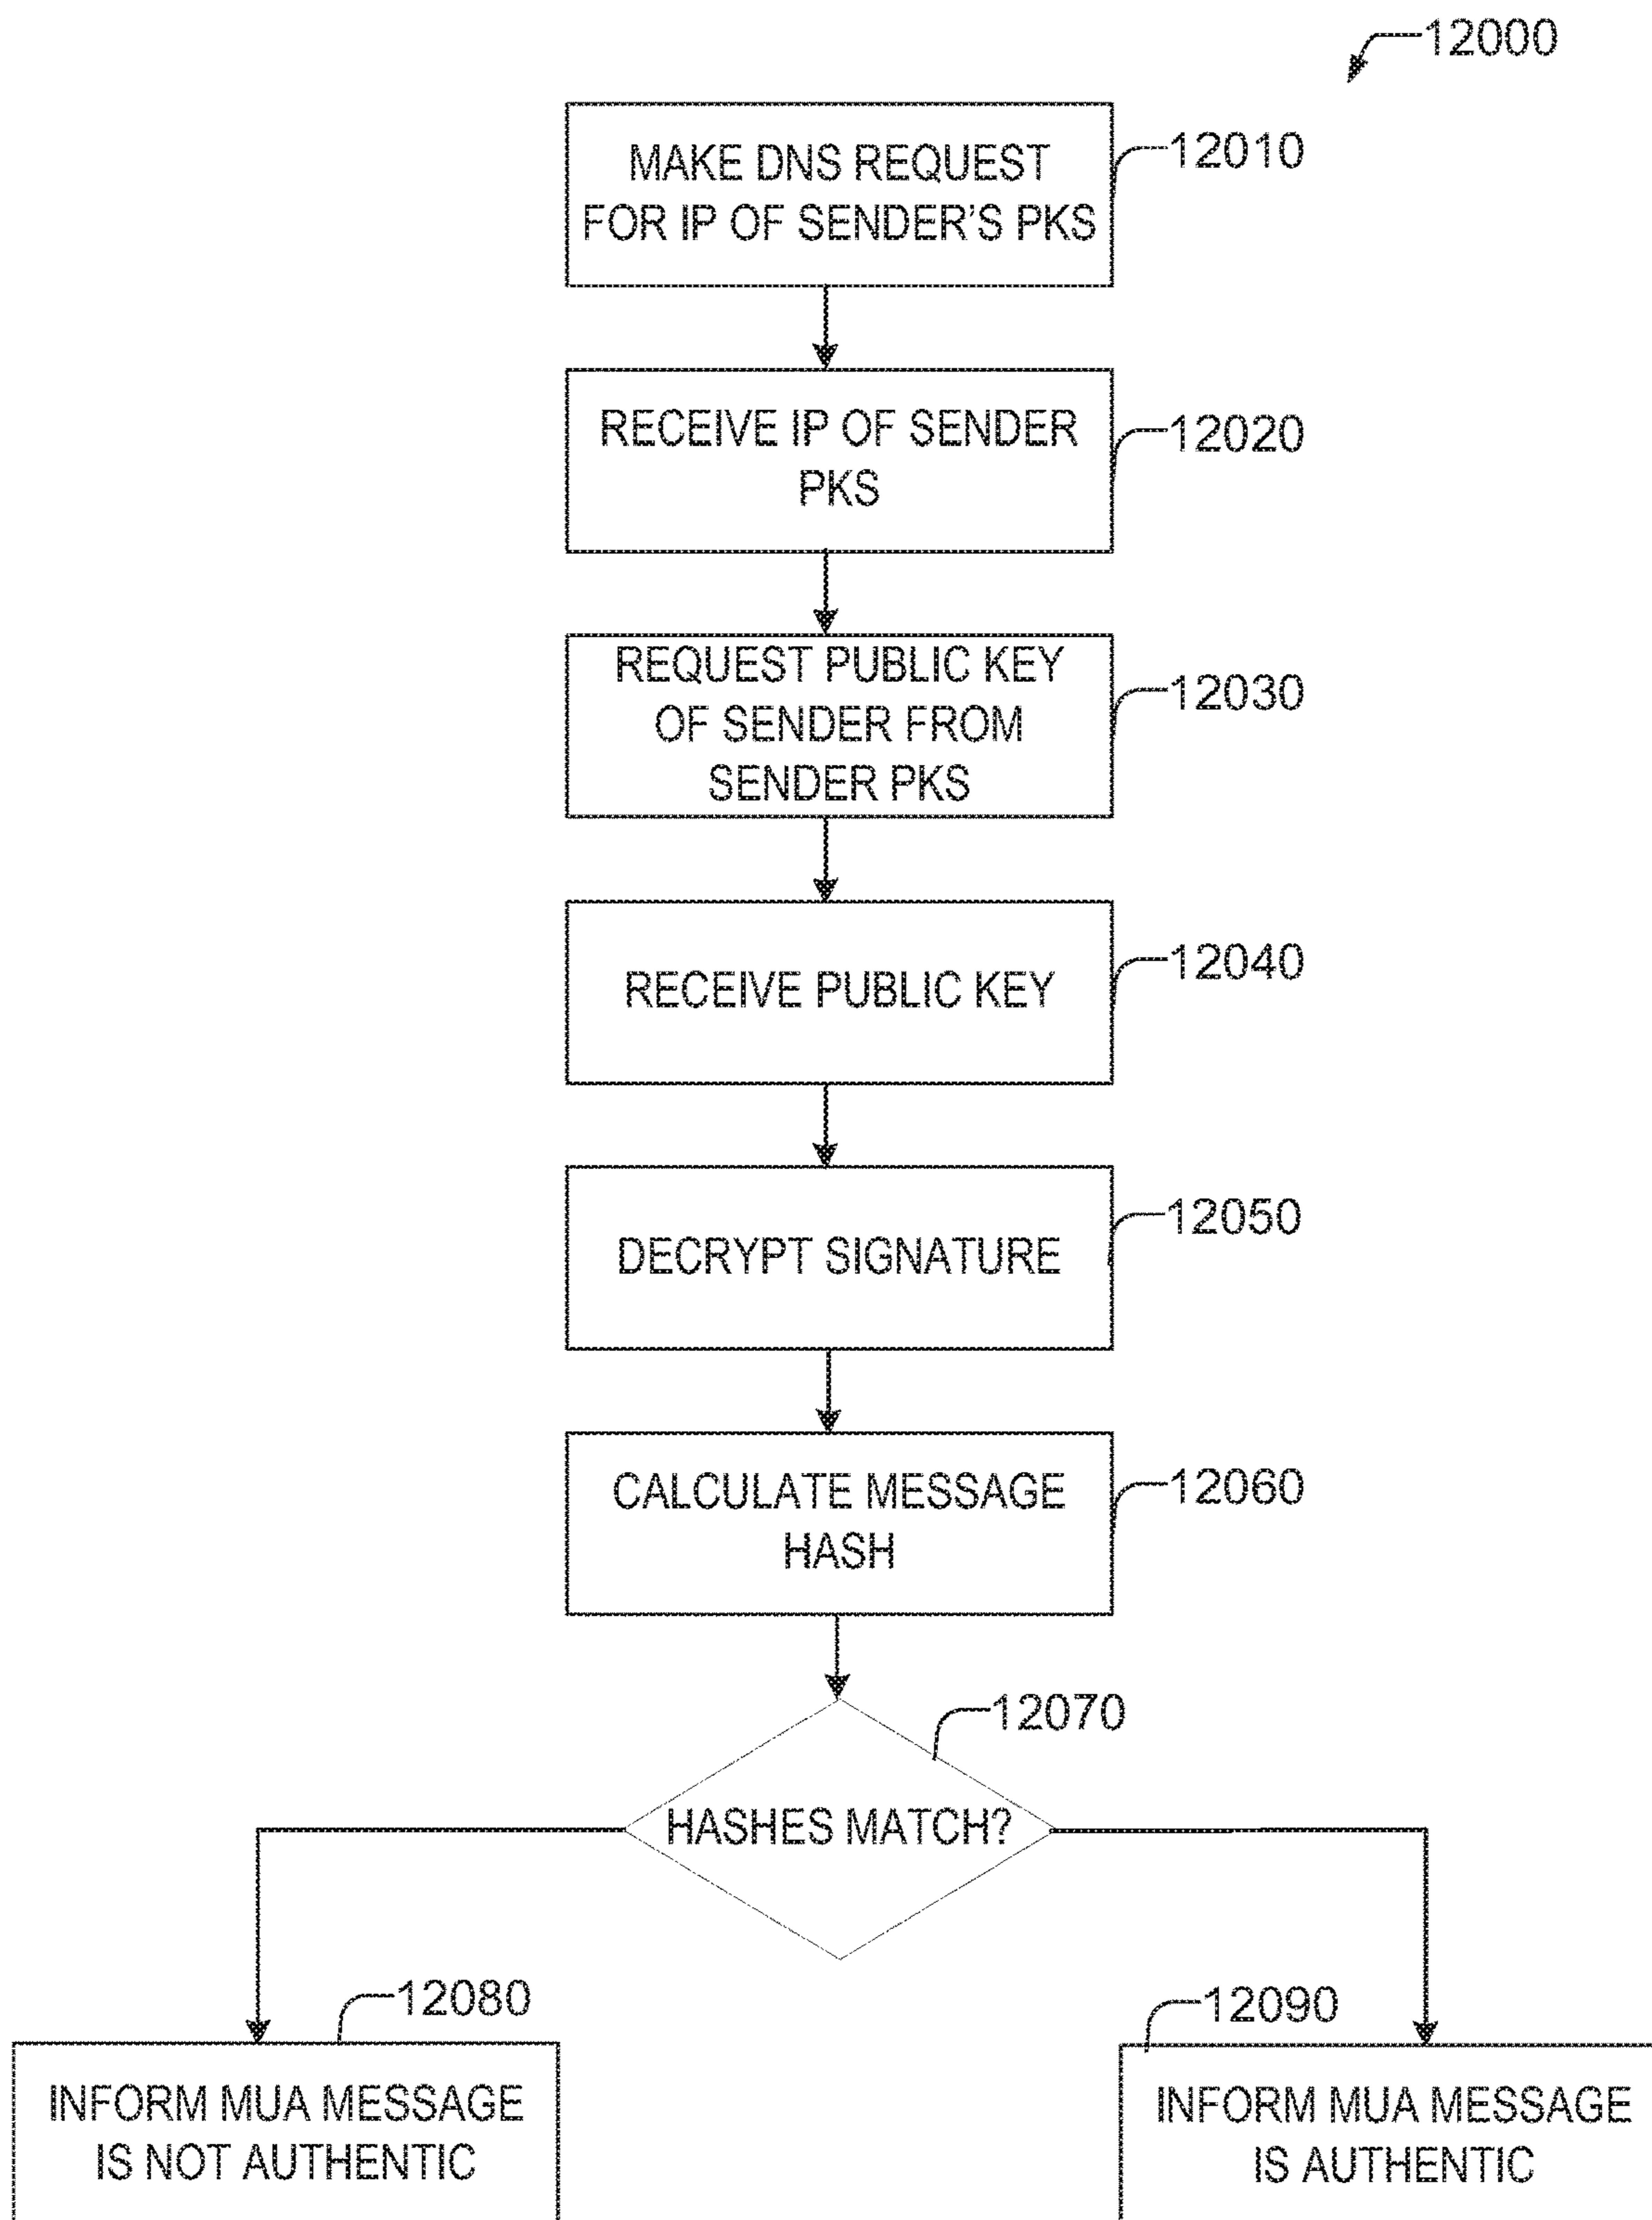 12000
MAKE DNS REQUEST
FOR IP OF SENDER'S PKS
12010
RECEIVE IP OF SENDER
PKS
12020
REQUEST PUBLIC KEY
OF SENDER FROM
SENDER PKS
12030
RECEIVE PUBLIC KEY
12040
DECRYPT SIGNATURE
12050
CALCULATE MESSAGE
HASH
12060
12070
HASHES MATCH?
12080
INFORM MUA MESSAGE
IS NOT AUTHENTIC
12090
INFORM MUA MESSAGE
IS AUTHENTIC